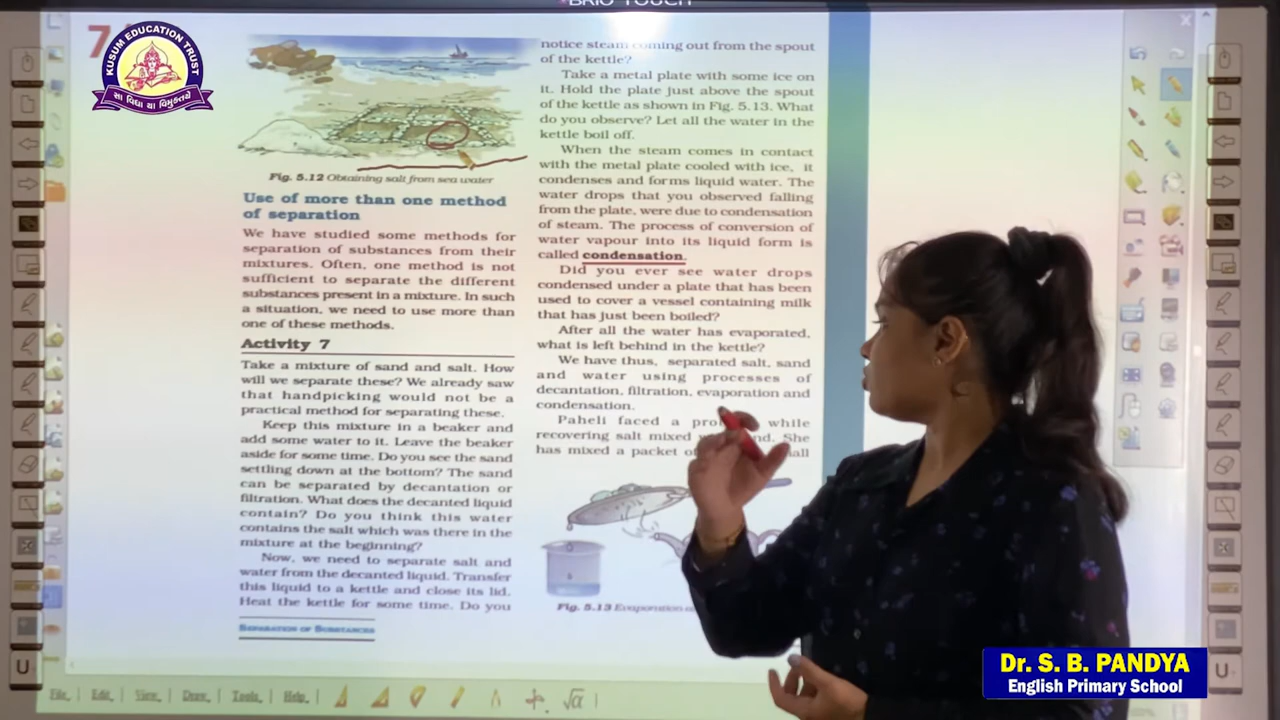 BRIO TOUCH
7
KUSUM EDUCATION TRUST
સા વિદ્યા યા વિમુક્તયે
Fig. 5.12 Obtaining salt from sea water
Use of more than one method
of separation
We have studied some methods for
separation of substances from their
mixtures. Often, one method is not
sufficient to separate the different
substances present in a mixture. In such
a situation, we need to use more than
one of these methods.
Activity 7
Take a mixture of sand and salt. How
will we separate these? We already saw
that handpicking would not be a
practical method for separating these.
Keep this mixture in a beaker and
add some water to it. Leave the beaker
aside for some time. Do you see the sand
settling down at the bottom? The sand
can be separated by decantation or
filtration. What does the decanted liquid
contain? Do you think this water
contains the salt which was there in the
mixture at the beginning?
Now, we need to separate salt and
water from the decanted liquid. Transfer
this liquid to a kettle and close its lid.
Heat the kettle for some time. Do you
SEPARATION OF SUBSTANCES
notice steam coming out from the spout
of the kettle?
Take a metal plate with some ice on
it. Hold the plate just above the spout
of the kettle as shown in Fig. 5.13. What
do you observe? Let all the water in the
kettle boil off.
When the steam comes in contact
with the metal plate cooled with ice, it
condenses and forms liquid water. The
water drops that you observed falling
from the plate, were due to condensation
of steam. The process of conversion of
water vapour into its liquid form is
called condensation.
Did you ever see water drops
condensed under a plate that has been
used to cover a vessel containing milk
that has just been boiled?
After all the water has evaporated,
what is left behind in the kettle?
We have thus, separated salt, sand
and water using processes of
decantation, filtration, evaporation and
condensation.
Paheli faced a while
recovering salt mixed She
has mixed a packet
Fig. 5.13 Evaporation
File Edit View Draw Tools Help
Dr. S. B. PANDYA
English Primary School